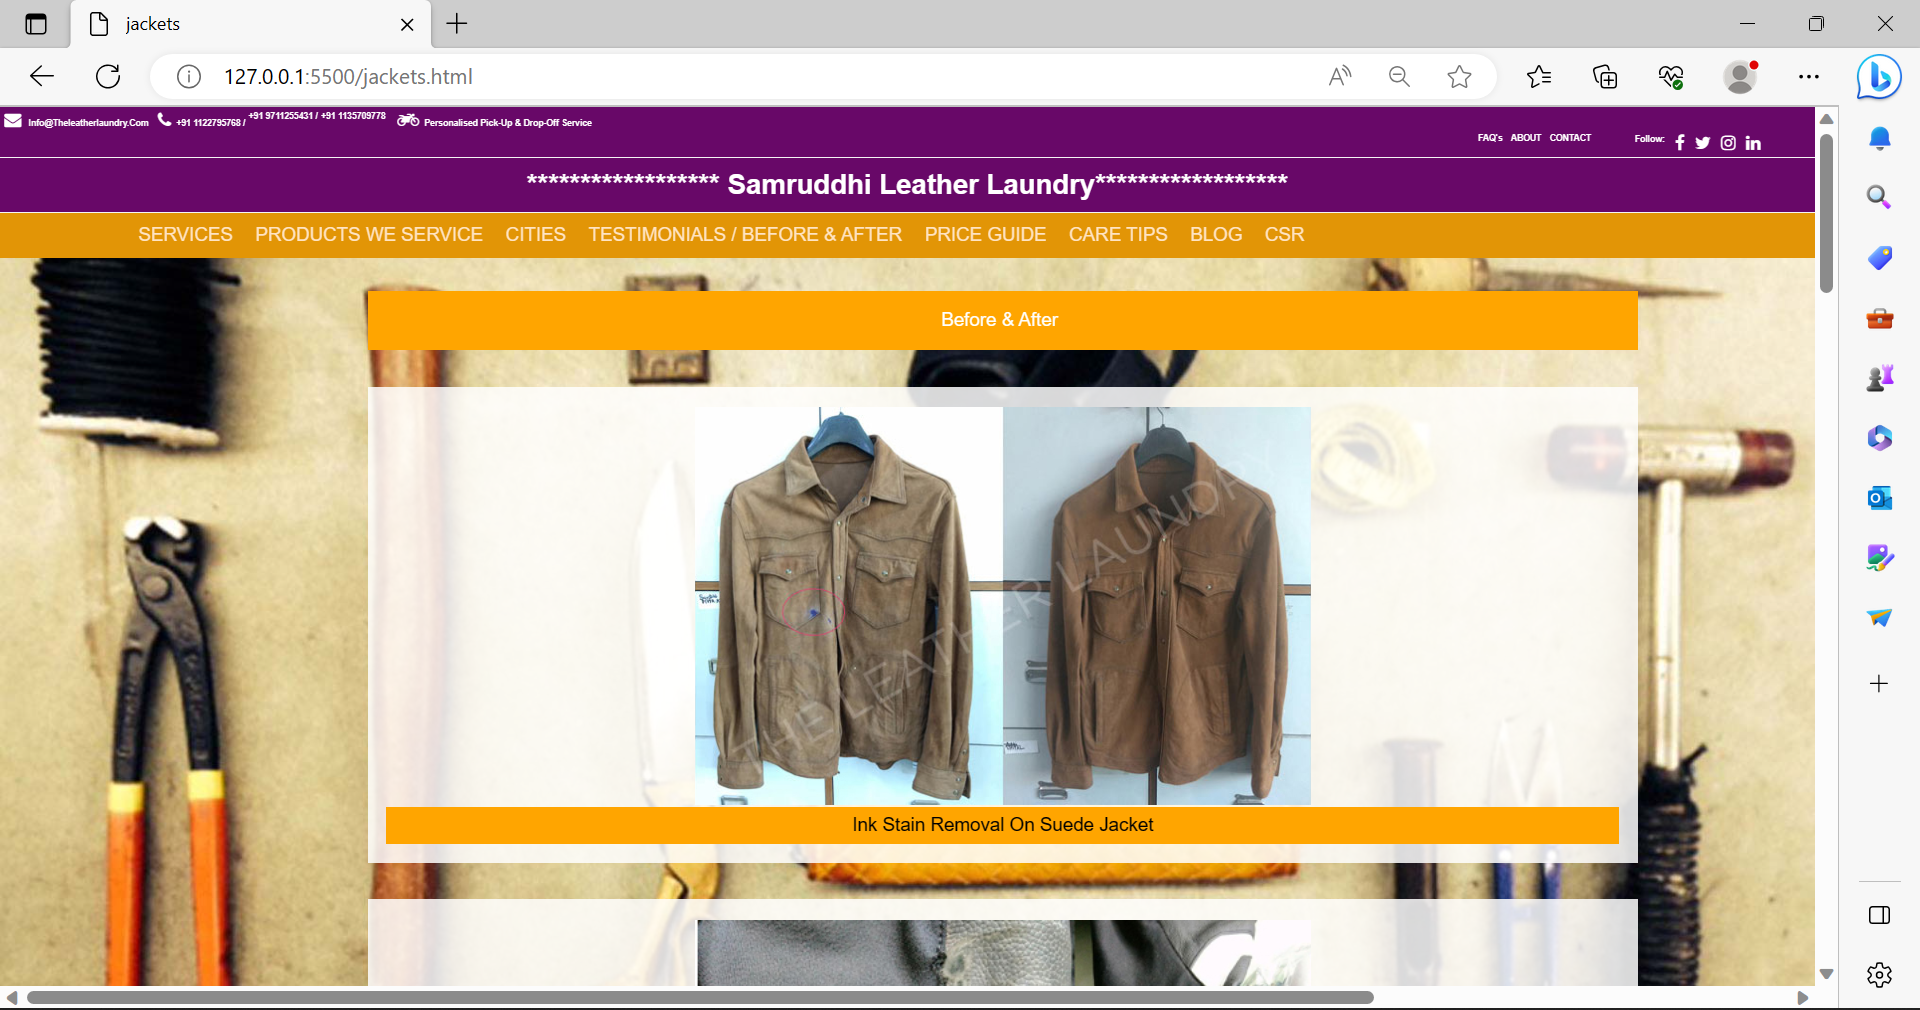 jackets
127.0.0.1:5500/jackets.html
Info@Theleatherlaundry.Com +91 1122795768 / +91 9711255431 / +91 1135709778 Personalised Pick-Up & Drop-Off Service
FAQ's ABOUT CONTACT Follow:
****************** Samruddhi Leather Laundry******************
SERVICES PRODUCTS WE SERVICE CITIES TESTIMONIALS / BEFORE & AFTER PRICE GUIDE CARE TIPS BLOG CSR
Before & After
THE LEATHER LAUNDRY
Ink Stain Removal On Suede Jacket